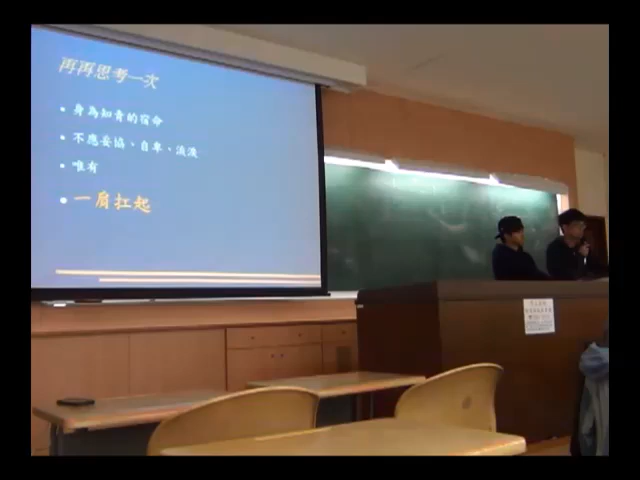 再再思考一次
• 身為知青的宿命
• 不應妥協、自卑、流淚
• 唯有
• 一肩扛起